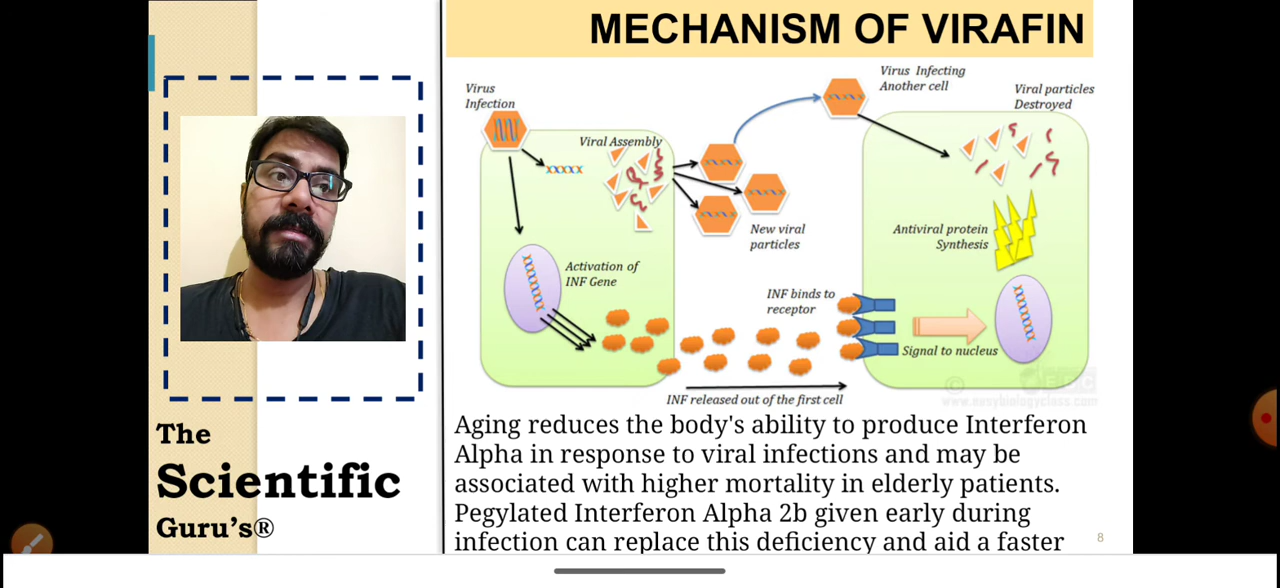 MECHANISM OF VIRAFIN
Virus
Infection
Viral Assembly
Virus Infecting
Another cell
Viral particles
Destroyed
New viral
particles
Antiviral protein
Synthesis
Activation of
INF Gene
INF binds to
receptor
Signal to nucleus
INF released out of the first cell
Aging reduces the body's ability to produce Interferon
Alpha in response to viral infections and may be
associated with higher mortality in elderly patients.
Pegylated Interferon Alpha 2b given early during
infection can replace this deficiency and aid a faster
The
Scientific
Guru's®
8